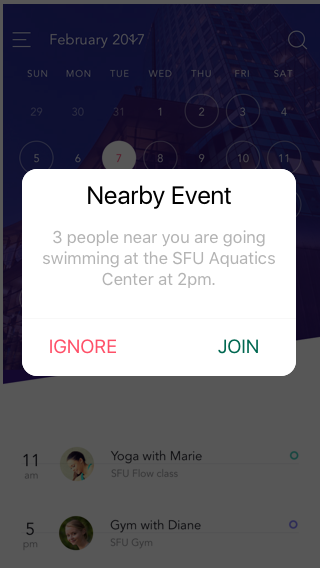 February 2017
SUN MON TUE WED THU FRI SAT
29 30 31 1 2 3 4
5 6 7 8 9 10 11
Nearby Event
3 people near you are going
swimming at the SFU Aquatics
Center at 2pm.
IGNORE JOIN
11 am Yoga with Marie
SFU Flow class
5 pm Gym with Diane
SFU Gym